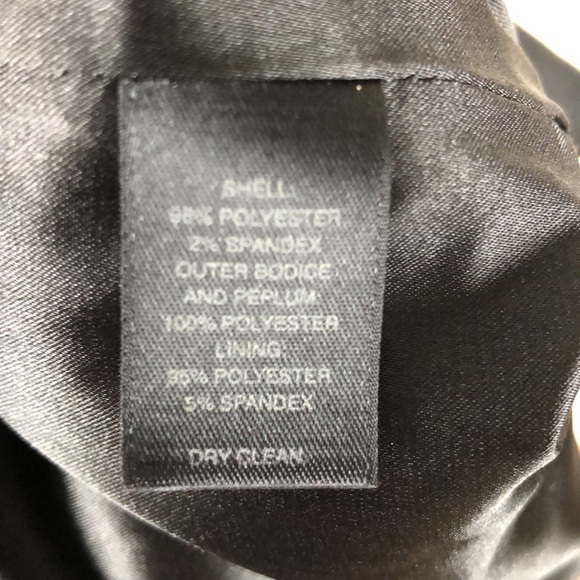 SHELL:
98% POLYESTER
2% SPANDEX
OUTER BODICE
AND PEPLUM:
100% POLYESTER
LINING:
95% POLYESTER
5% SPANDEX
DRY CLEAN